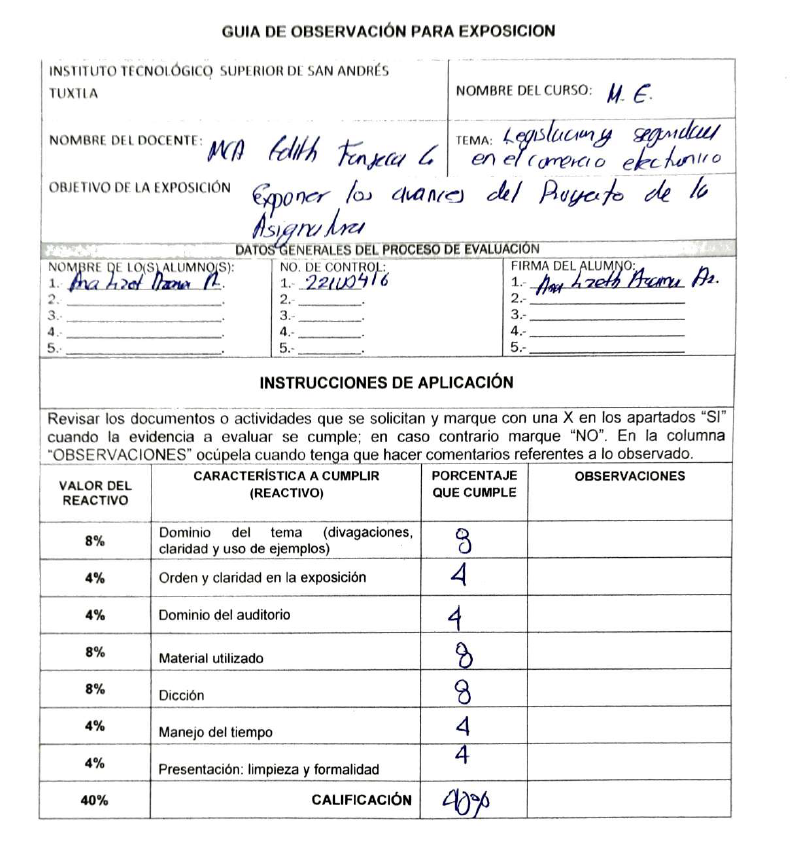 GUIA DE OBSERVACIÓN PARA EXPOSICION
INSTITUTO TECNOLÓGICO SUPERIOR DE SAN ANDRÉS
TUXTLA
NOMBRE DEL CURSO: M. E.
NOMBRE DEL DOCENTE: MCA Edith Fonseca
TEMA: Legislacion y seguridad
en el comercio electronico
OBJETIVO DE LA EXPOSICIÓN Exponer los avances del Proyecto de la
Asignatura
DATOS GENERALES DEL PROCESO DE EVALUACIÓN
NOMBRE DE LO(S) ALUMNO(S):
1. Ana
2.
3.-
4.-
5.-
NO. DE CONTROL:
1.-
2.-
3.-
4.-
5.-
FIRMA DEL ALUMNO:
1.- Ana Lizeth
2.-
3.-
4.-
5.-
INSTRUCCIONES DE APLICACIÓN
Revisar los documentos o actividades que se solicitan y marque con una X en los apartados “SI”
cuando la evidencia a evaluar se cumple; en caso contrario marque “NO”. En la columna
“OBSERVACIONES” ocúpela cuando tenga que hacer comentarios referentes a lo observado.
VALOR DEL
REACTIVO
CARACTERÍSTICA A CUMPLIR
(REACTIVO)
PORCENTAJE
QUE CUMPLE
OBSERVACIONES
8%
Dominio del tema (divagaciones,
claridad y uso de ejemplos)
8
4% Orden y claridad en la exposición 4
4% Dominio del auditorio 4
8% Material utilizado 8
8% Dicción 8
4% Manejo del tiempo 4
4% Presentación: limpieza y formalidad 4
40% CALIFICACIÓN 40%